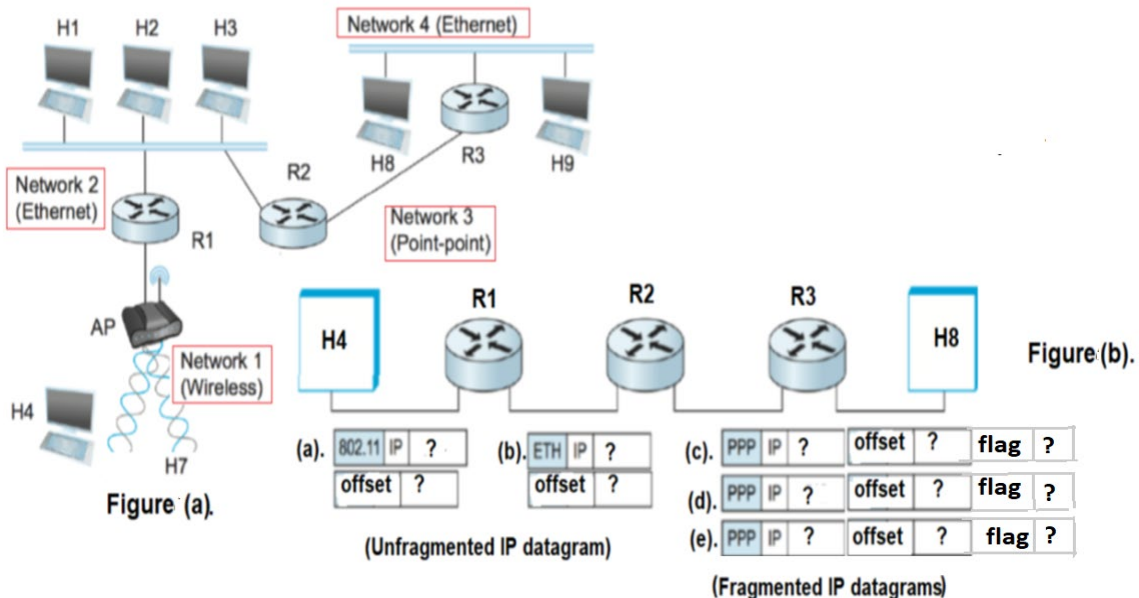 H1 H2 H3
Network 4 (Ethernet)
H8 R3 H9
Network 2
(Ethernet)
R2
R1
Network 3
(Point-point)
AP
Network 1
(Wireless)
H4
H7
Figure (a).
H4 R1 R2 R3 H8
Figure (b).
(a). 802.11 IP ?
offset ?
(b). ETH IP ?
offset ?
(Unfragmented IP datagram)
(c). PPP IP ? offset ? flag ?
(d). PPP IP ? offset ? flag ?
(e). PPP IP ? offset ? flag ?
(Fragmented IP datagrams)